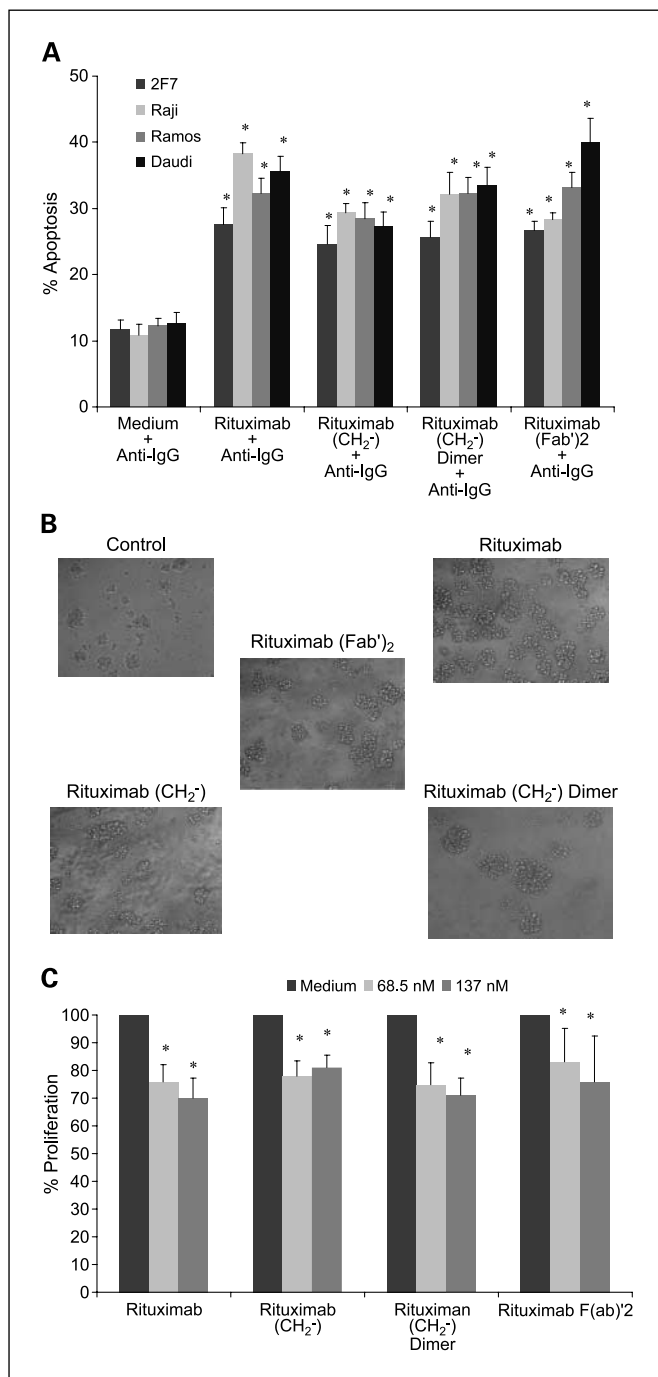 A
50
40
30
20
10
0
% Apoptosis
2F7
Raji
Ramos
Daudi
* * * *
* * * *
* * * *
* * * *
Medium
+
Anti-IgG
Rituximab
+
Anti-IgG
Rituximab
(CH2-)
+ Anti-IgG
Rituximab
(CH2-)
Dimer +
Anti-IgG
Rituximab
(Fab')2
+ Anti-IgG
B
Control
Rituximab
Rituximab (Fab')2
Rituximab (CH2-)
Rituximab (CH2-) Dimer
C
Medium 68.5 nM 137 nM
100
90
80
70
60
50
40
30
20
10
0
% Proliferation
* *
* *
* *
* *
Rituximab
Rituximab
(CH2-)
Rituximan
(CH2-)
Dimer
Rituximab F(ab)'2